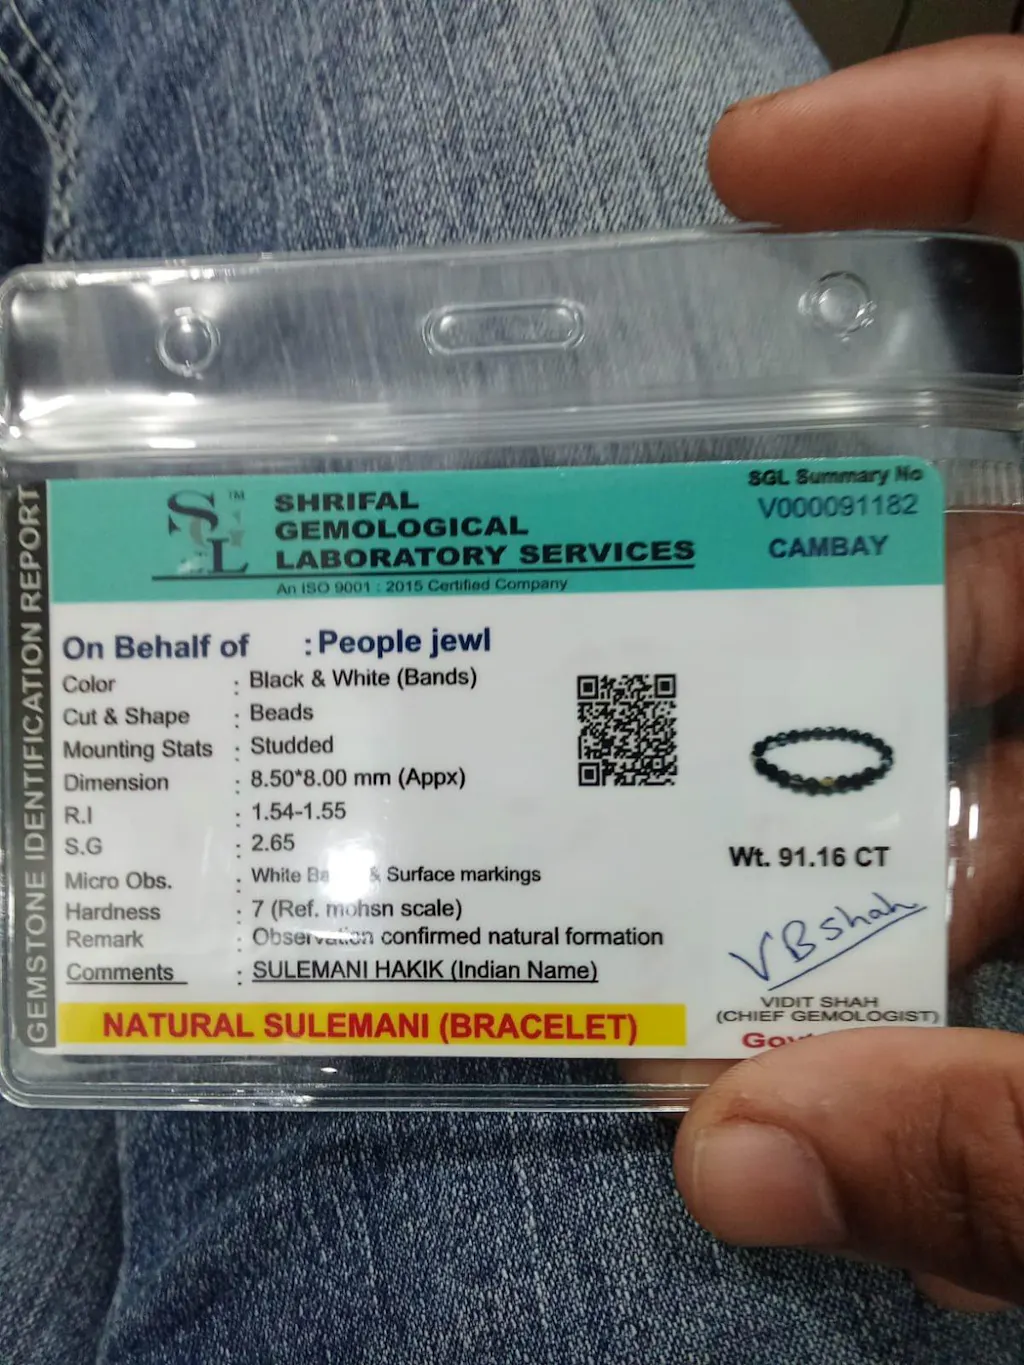 GEMSTONE IDENTIFICATION REPORT
SGL
TM
SHRIFAL
GEMOLOGICAL
LABORATORY SERVICES
An ISO 9001 : 2015 Certified Company
SGL Summary No
V000091182
CAMBAY
On Behalf of : People jewl
Color : Black & White (Bands)
Cut & Shape : Beads
Mounting Stats : Studded
Dimension : 8.50*8.00 mm (Appx)
R.I : 1.54-1.55
S.G : 2.65
Micro Obs. : White & Surface markings
Hardness : 7 (Ref. mohsn scale)
Remark : Observation confirmed natural formation
Comments : SULEMANI HAKIK (Indian Name)
NATURAL SULEMANI (BRACELET)
Wt. 91.16 CT
VBshah
VIDIT SHAH
(CHIEF GEMOLOGIST)